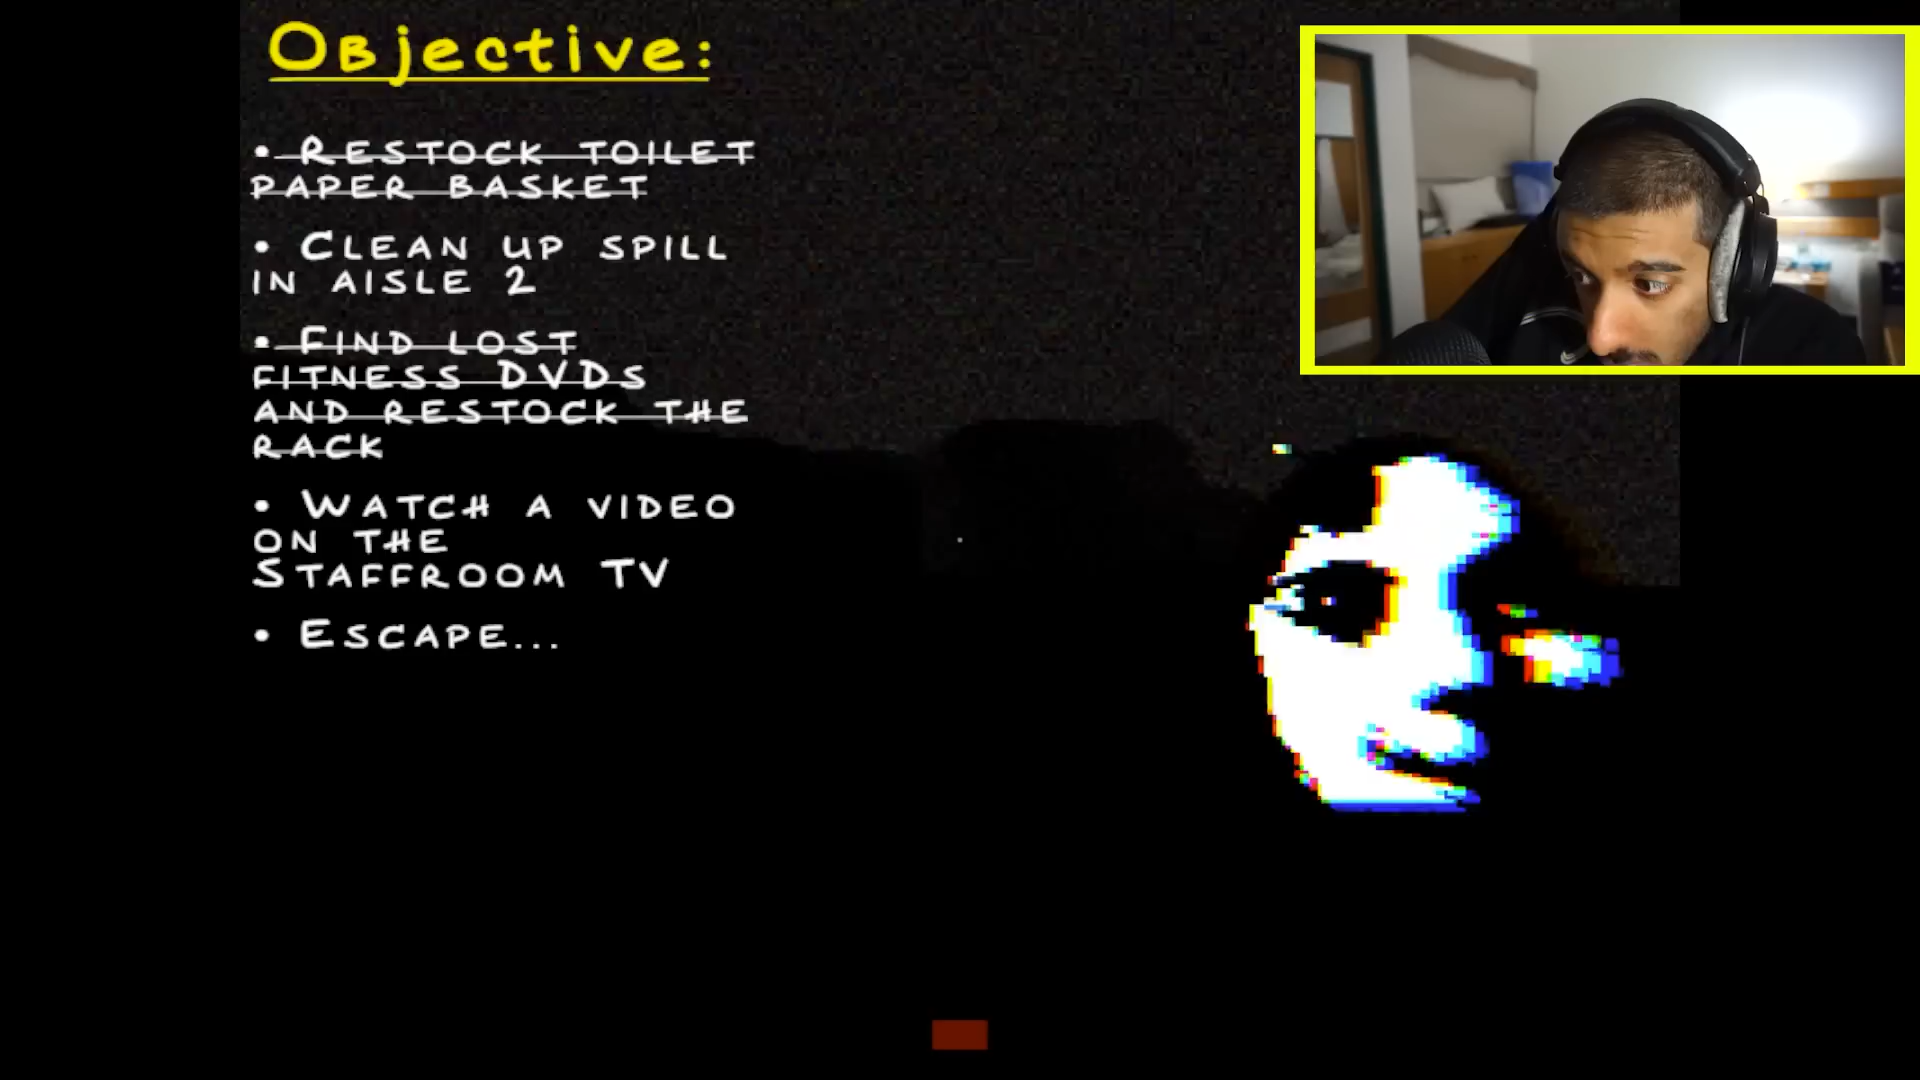 Objective:
• Restock toilet
paper basket
• Clean up spill
in aisle 2
• Find lost
fitness DVDs
and restock the
rack
• Watch a video
on the
Staffroom TV
• Escape...